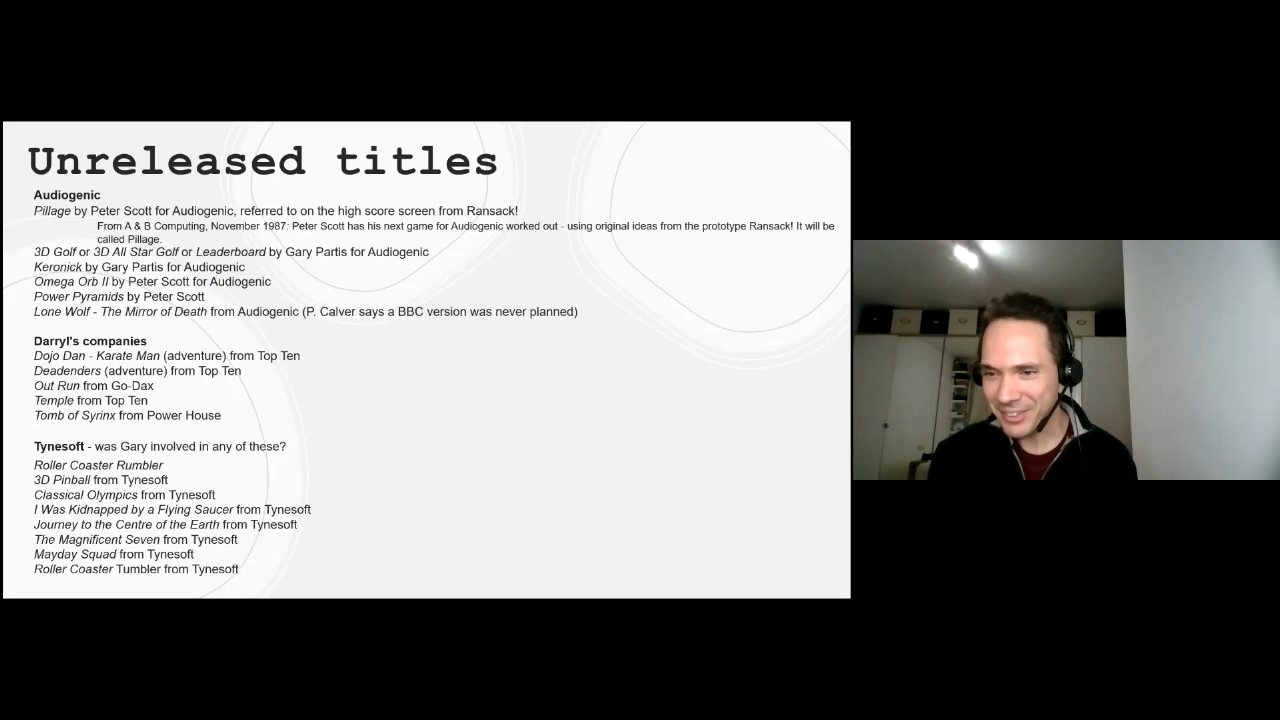 Unreleased titles
Audiogenic
Pillage by Peter Scott for Audiogenic, referred to on the high score screen from Ransack!
From A & B Computing, November 1987: Peter Scott has his next game for Audiogenic worked out - using original ideas from the prototype Ransack! It will be
called Pillage.
3D Golf or 3D All Star Golf or Leaderboard by Gary Partis for Audiogenic
Keronick by Gary Partis for Audiogenic
Omega Orb II by Peter Scott for Audiogenic
Power Pyramids by Peter Scott
Lone Wolf - The Mirror of Death from Audiogenic (P. Calver says a BBC version was never planned)
Darryl's companies
Dojo Dan - Karate Man (adventure) from Top Ten
Deadenders (adventure) from Top Ten
Out Run from Go-Dax
Temple from Top Ten
Tomb of Syrinx from Power House
Tynesoft - was Gary involved in any of these?
Roller Coaster Rumbler
3D Pinball from Tynesoft
Classical Olympics from Tynesoft
I Was Kidnapped by a Flying Saucer from Tynesoft
Journey to the Centre of the Earth from Tynesoft
The Magnificent Seven from Tynesoft
Mayday Squad from Tynesoft
Roller Coaster Tumbler from Tynesoft